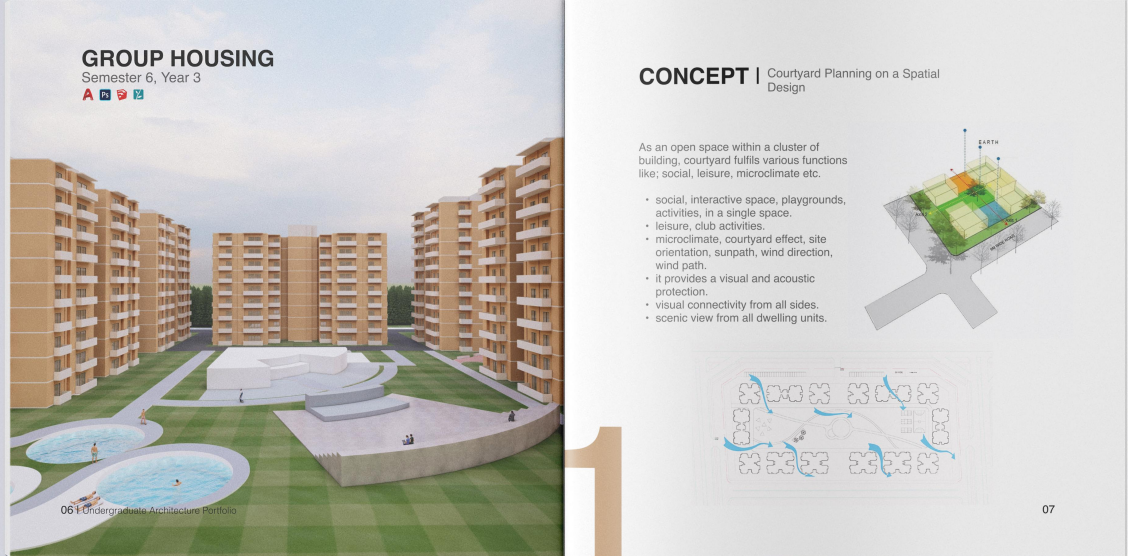 GROUP HOUSING
Semester 6, Year 3
Ps
06 | Undergraduate Architecture Portfolio
CONCEPT | Courtyard Planning on a Spatial
Design
As an open space within a cluster of
building, courtyard fulfils various functions
like; social, leisure, microclimate etc.
• social, interactive space, playgrounds,
activities, in a single space.
• leisure, club activities.
• microclimate, courtyard effect, site
orientation, sunpath, wind direction,
wind path.
• it provides a visual and acoustic
protection.
• visual connectivity from all sides.
• scenic view from all dwelling units.
EARTH
1
07